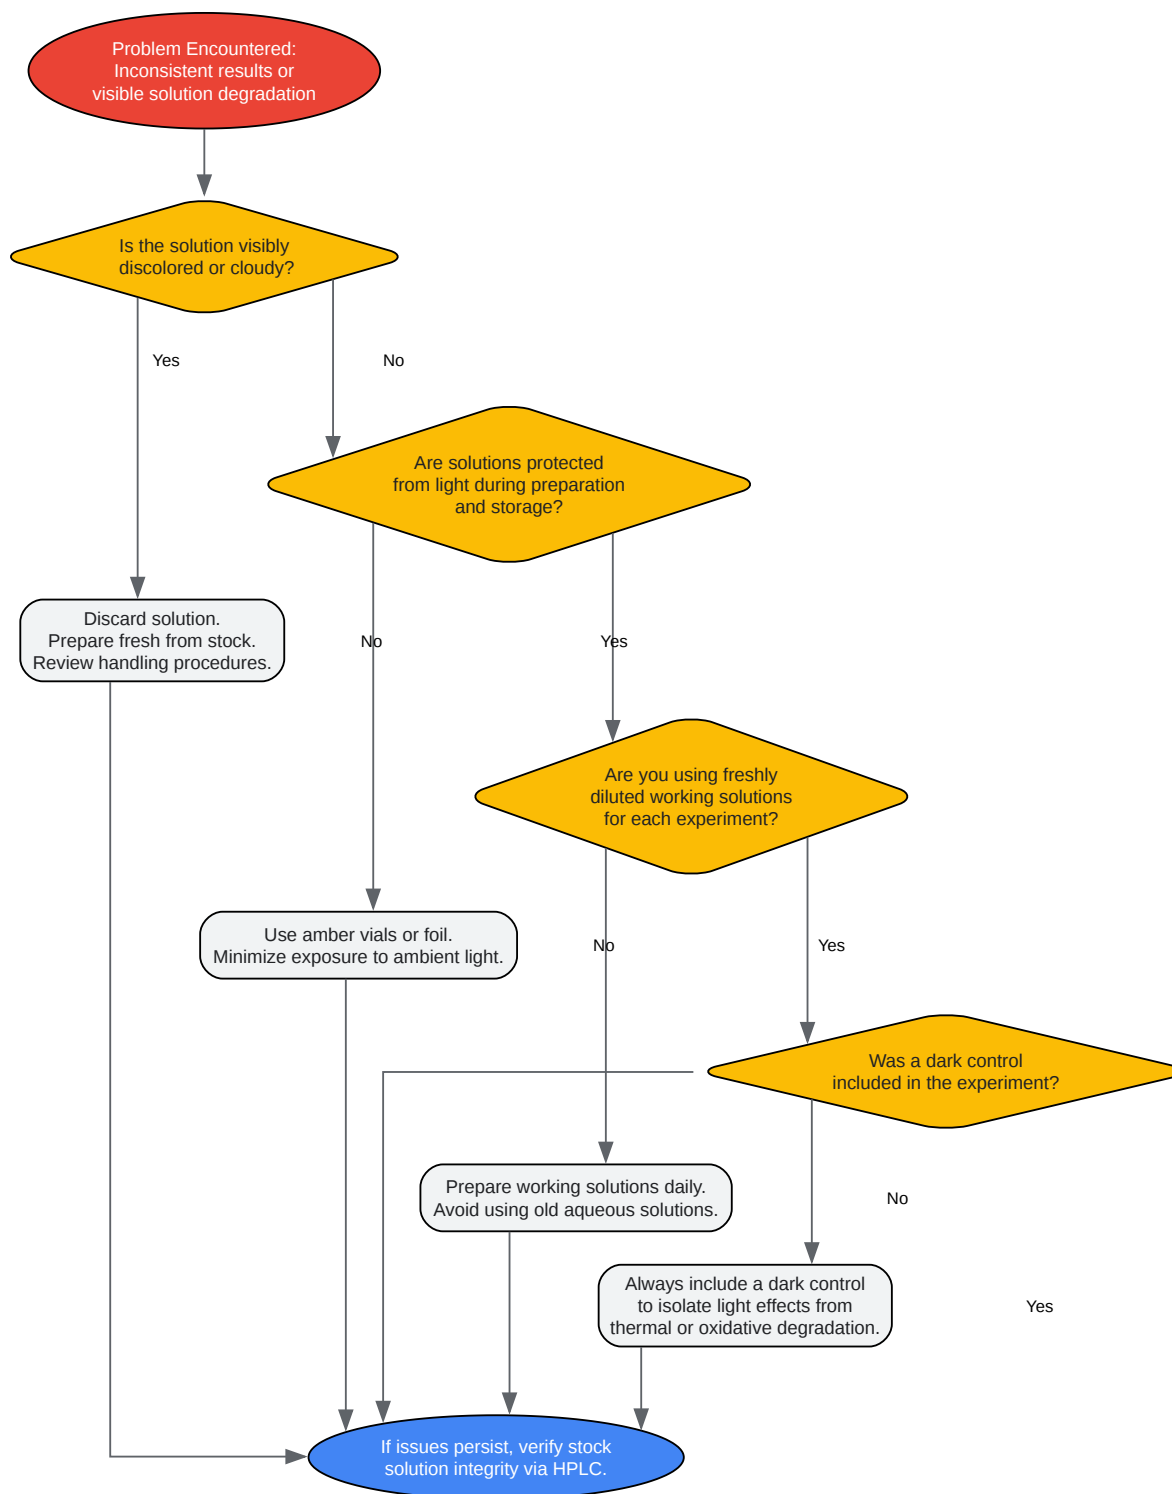 Problem Encountered:
Inconsistent results or
visible solution degradation
Is the solution visibly
discolored or cloudy?
Yes
No
Are solutions protected
from light during preparation
and storage?
Discard solution.
Prepare fresh from stock.
Review handling procedures.
No
Yes
Are you using freshly
diluted working solutions
for each experiment?
Use amber vials or foil.
Minimize exposure to ambient light.
No
Yes
Was a dark control
included in the experiment?
Prepare working solutions daily.
Avoid using old aqueous solutions.
No
Always include a dark control
to isolate light effects from
thermal or oxidative degradation.
Yes
If issues persist, verify stock
solution integrity via HPLC.